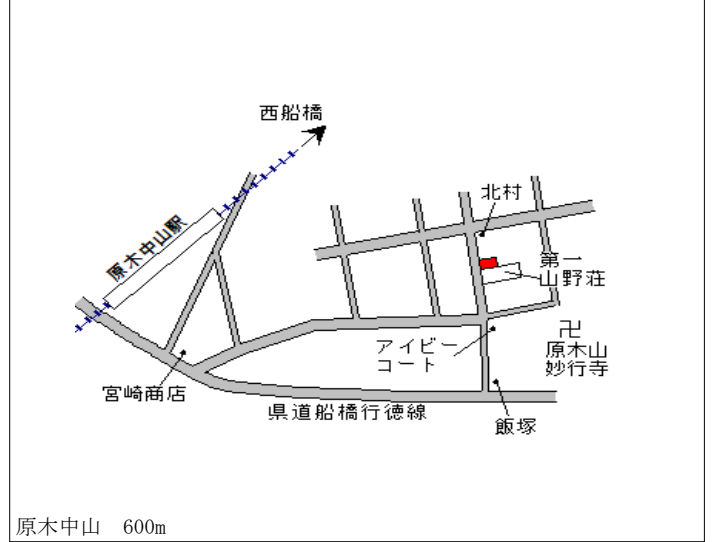 西船橋
北村
原木中山駅
第一
山野荘
アイビー
コート
卍
原木山
妙行寺
宮崎商店
県道船橋行徳線
飯塚
原木中山　600m